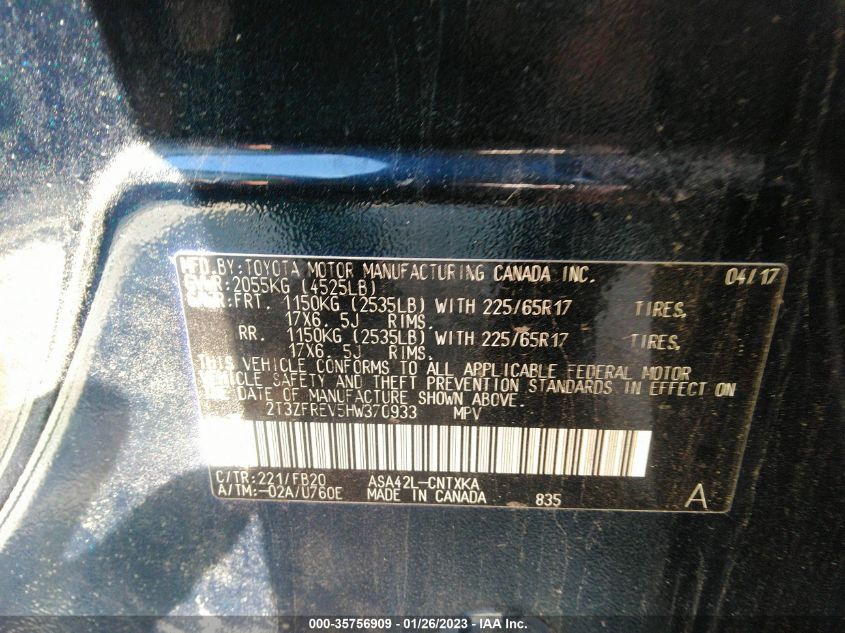 MFD.BY:TOYOTA MOTOR MANUFACTURING CANADA INC. 04/17
GVWR:2055KG (4525LB)
GAWR:FRT. 1150KG (2535LB) WITH 225/65R17 TIRES,
17X6.5J RIMS.
RR. 1150KG (2535LB) WITH 225/65R17 TIRES,
17X6.5J RIMS.
THIS VEHICLE CONFORMS TO ALL APPLICABLE FEDERAL MOTOR
VEHICLE SAFETY AND THEFT PREVENTION STANDARDS IN EFFECT ON
THE DATE OF MANUFACTURE SHOWN ABOVE.
2T3ZFREV5HW370933 MPV
C/TR:221/FB20 ASA42L-CNTXKA
A/TM:-02A/U760E MADE IN CANADA 835 A
000-35756909 - 01/26/2023 - IAA Inc.